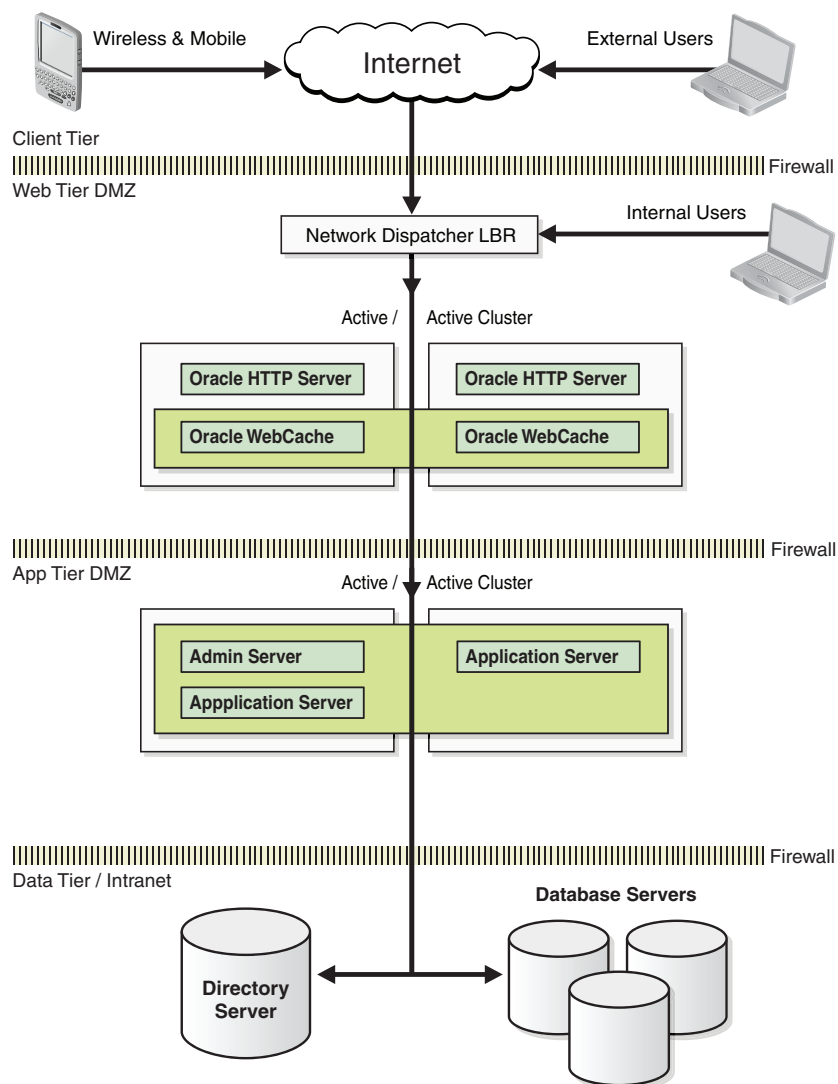 Wireless & Mobile
Internet
External Users
Client Tier
Firewall
Web Tier DMZ
Internal Users
Network Dispatcher LBR
Active / Active Cluster
Oracle HTTP Server
Oracle HTTP Server
Oracle WebCache
Oracle WebCache
Firewall
App Tier DMZ
Active / Active Cluster
Admin Server
Application Server
Appplication Server
Firewall
Data Tier / Intranet
Database Servers
Directory
Server